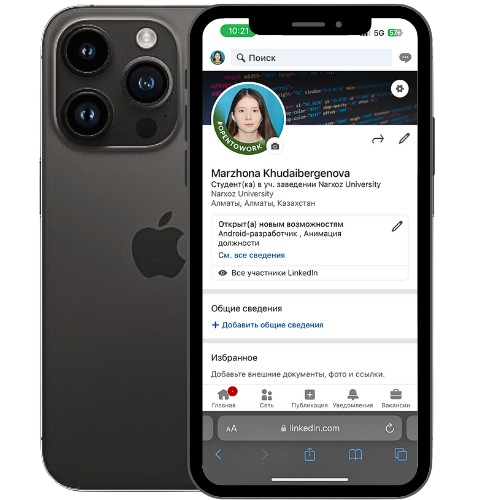 10:21
5G 57+
Поиск
#OPENTOWORK
Marzhona Khudaibergenova
Студент(ка) в уч. заведении Narxoz University
Narxoz University
Алматы, Алматы, Казахстан
Открыт(а) новым возможностям
Android-разработчик , Анимация
должности
См. все сведения
Все участники LinkedIn
Общие сведения
+ Добавить общие сведения
Избранное
Добавьте внешние документы, фото и ссылки.
Главная Сеть Публикация Уведомления Вакансии
AA linkedin.com